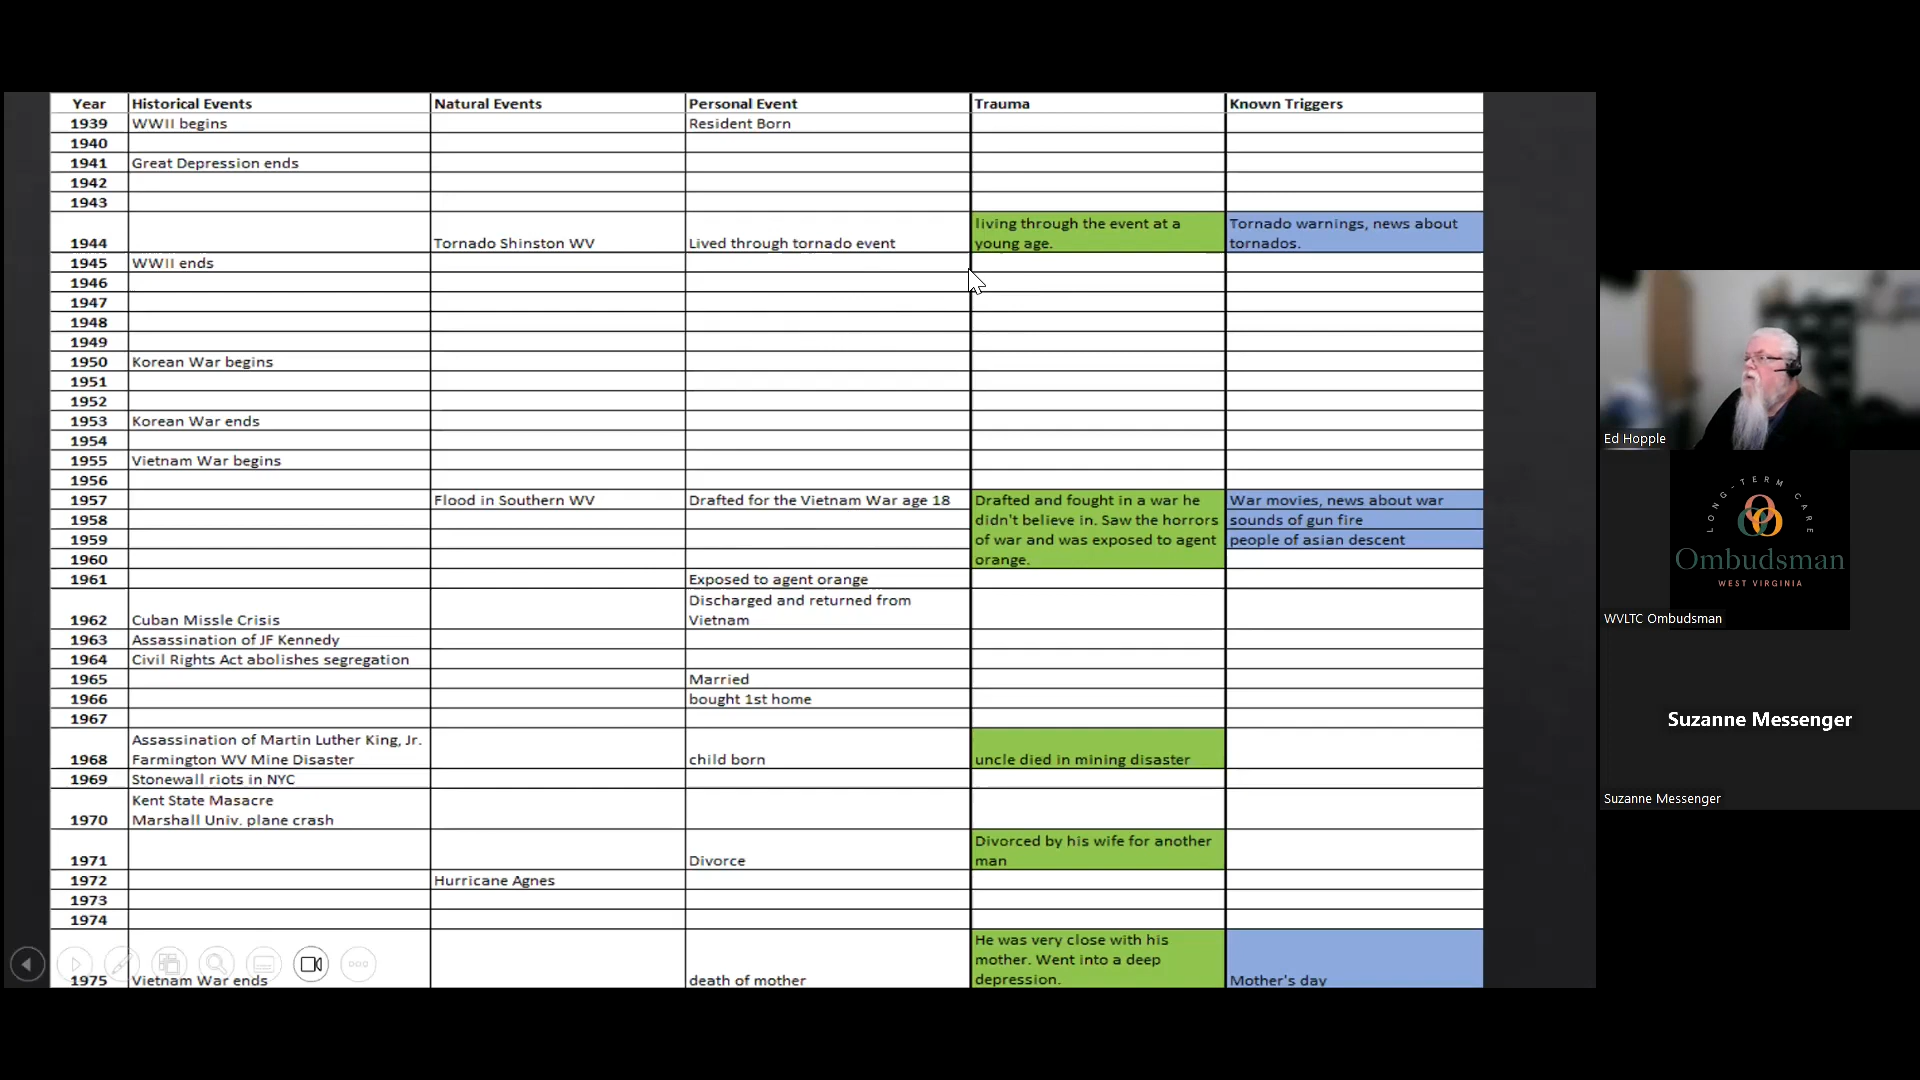 Year Historical Events Natural Events Personal Event Trauma Known Triggers
1939 WWII begins Resident Born
1940
1941 Great Depression ends
1942
1943
living through the event at a Tornado warnings, news about
1944 Tornado Shinston WV Lived through tornado event young age. tornados.
1945 WWII ends
1946
1947
1948
1949
1950 Korean War begins
1951
1952
1953 Korean War ends
1954
1955 Vietnam War begins
1956
1957 Flood in Southern WV Drafted for the Vietnam War age 18 Drafted and fought in a war he War movies, news about war
1958 didn't believe in. Saw the horrors sounds of gun fire
1959 of war and was exposed to agent people of asian descent
1960 orange.
1961 Exposed to agent orange
Discharged and returned from
1962 Cuban Missle Crisis Vietnam
1963 Assassination of JF Kennedy
1964 Civil Rights Act abolishes segregation
1965 Married
1966 bought 1st home
1967
Assassination of Martin Luther King, Jr.
1968 Farmington WV Mine Disaster child born uncle died in mining disaster
1969 Stonewall riots in NYC
Kent State Masacre
1970 Marshall Univ. plane crash
Divorced by his wife for another
1971 Divorce man
1972 Hurricane Agnes
1973
1974
He was very close with his
mother. Went into a deep
1975 Vietnam War ends death of mother depression. Mother's day
Ed Hopple
LONG-TERM CARE
Ombudsman
WEST VIRGINIA
WVLTC Ombudsman
Suzanne Messenger
Suzanne Messenger